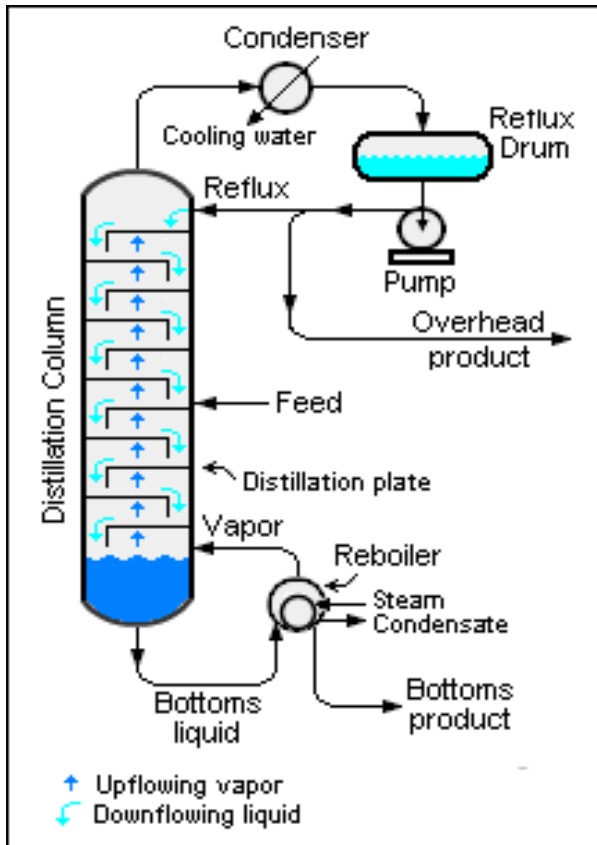 Condenser
Cooling water
Reflux
Drum
Reflux
Pump
Overhead
product
Distillation Column
Feed
Distillation plate
Vapor
Reboiler
Steam
Condensate
Bottoms
liquid
Bottoms
product
Upflowing vapor
Downflowing liquid